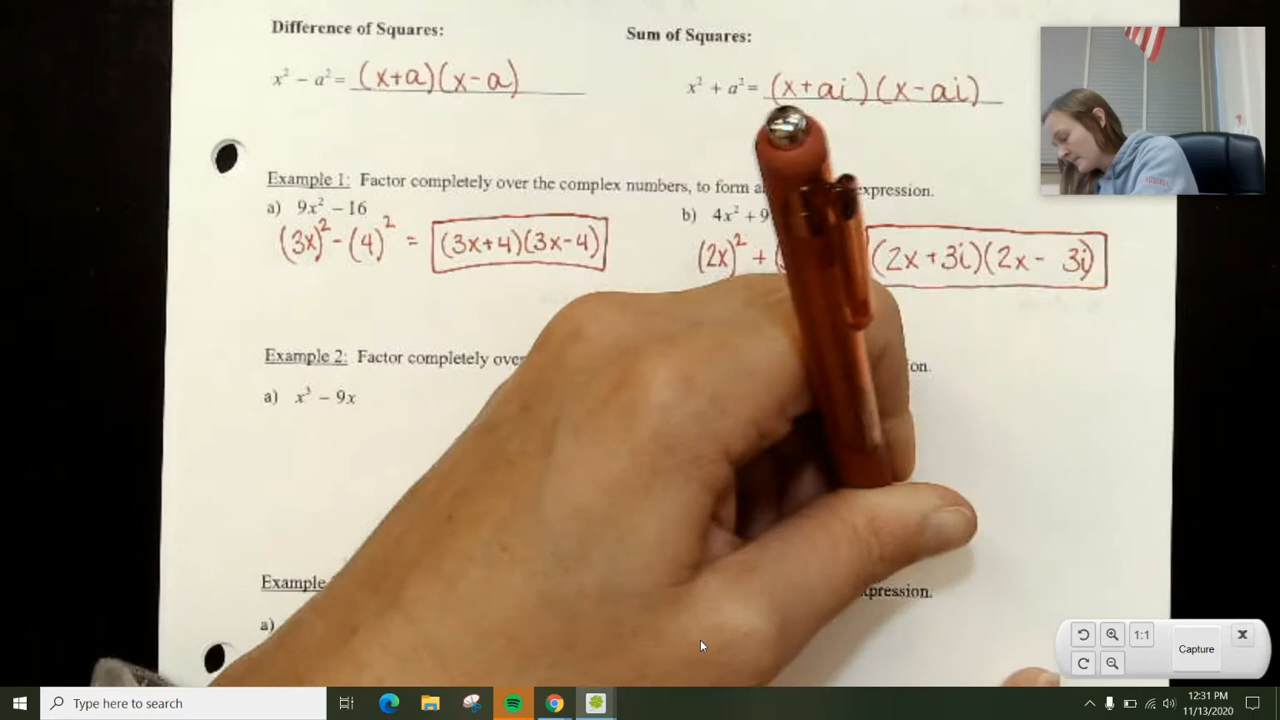 Difference of Squares:
Sum of Squares:
x² − a² = (x+a)(x-a)
x² + a² = (x+ai)(x-ai)
Example 1: Factor completely over the complex numbers, to form expression.
a) 9x² − 16
(3x)² - (4)² = (3x+4)(3x-4)
b) 4x² + 9
(2x)² + ( (2x+3i)(2x- 3i)
Example 2: Factor completely over
a) x³ − 9x
Example
a)
1:1
Capture
Type here to search
12:31 PM
11/13/2020